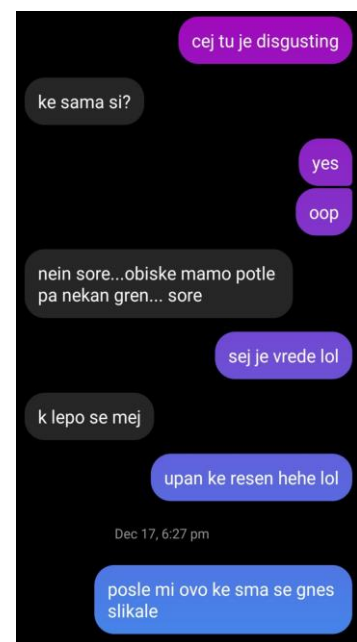 cej tu je disgusting
ke sama si?
yes
oop
nein sore...obiske mamo potle
pa nekan gren... sore
sej je vrede lol
k lepo se mej
upan ke resen hehe lol
Dec 17, 6:27 pm
posle mi ovo ke sma se gnes
slikale